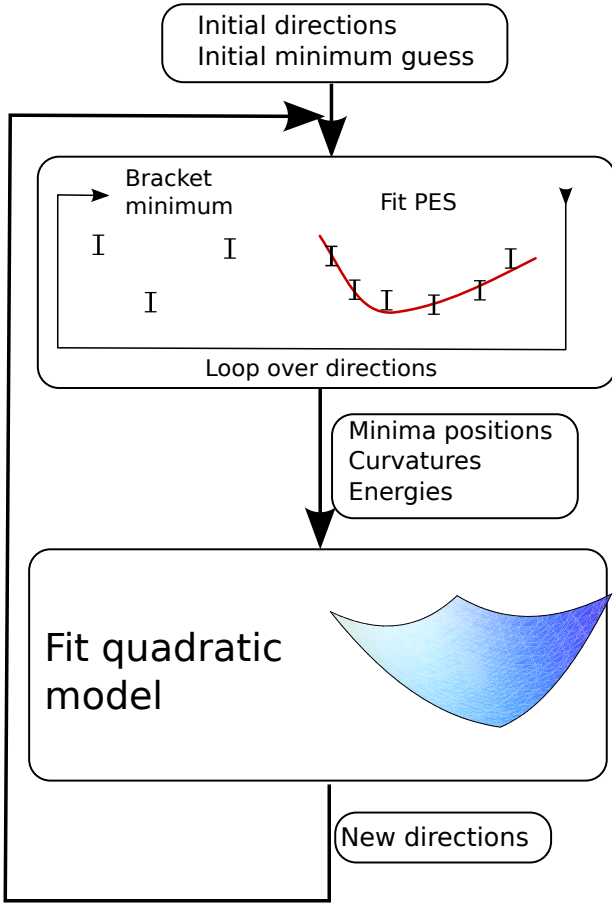 Initial directions
Initial minimum guess
Bracket
minimum
Fit PES
Loop over directions
Minima positions
Curvatures
Energies
Fit quadratic
model
New directions